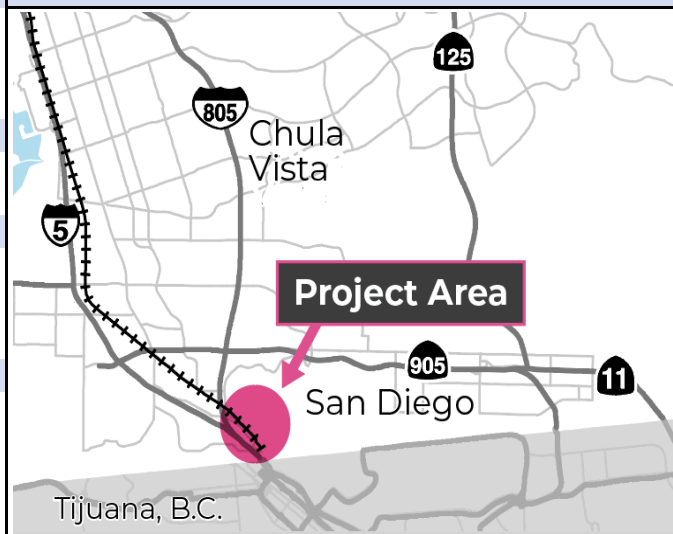 125
805
Chula
Vista
5
Project Area
905
11
San Diego
Tijuana, B.C.